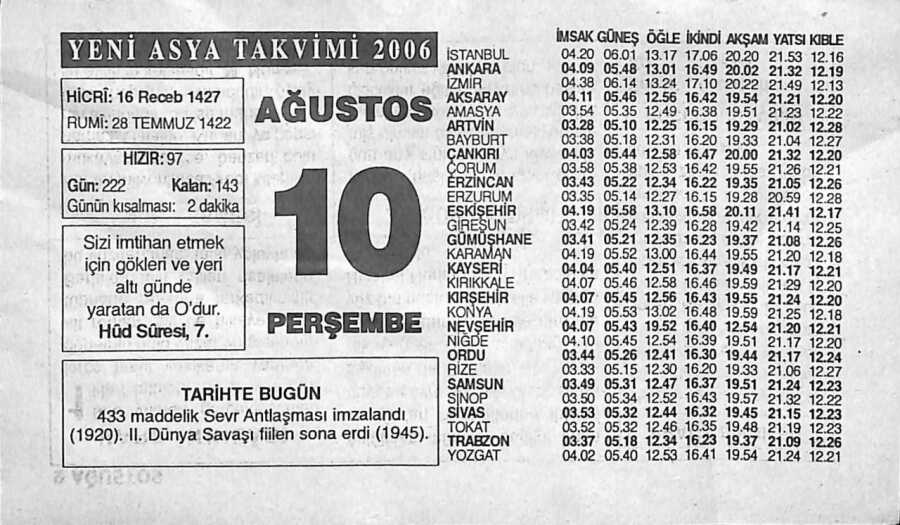 YENİ ASYA TAKVİMİ 2006
HİCRÎ: 16 Receb 1427
RUMİ: 28 TEMMUZ 1422
HIZIR: 97
Gün: 222 Kalan: 143
Günün kısalması: 2 dakika
Sizi imtihan etmek
için gökleri ve yeri
altı günde
yaratan da O'dur.
Hûd Sûresi, 7.
AĞUSTOS
10
PERŞEMBE
TARİHTE BUGÜN
433 maddelik Sevr Antlaşması imzalandı
(1920). II. Dünya Savaşı fiilen sona erdi (1945).
İMSAK GÜNEŞ ÖĞLE İKİNDİ AKŞAM YATSI KIBLE
İSTANBUL 04.20 06.01 13.17 17.06 20.20 21.53 12.16
ANKARA 04.09 05.48 13.01 16.49 20.02 21.32 12.19
İZMİR 04.38 06.14 13.24 17.10 20.22 21.49 12.13
AKSARAY 04.11 05.46 12.56 16.42 19.54 21.21 12.20
AMASYA 03.54 05.35 12.49 16.38 19.51 21.23 12.22
ARTVİN 03.28 05.10 12.25 16.15 19.29 21.02 12.28
BAYBURT 03.38 05.18 12.31 16.20 19.33 21.04 12.27
ÇANKIRI 04.03 05.44 12.58 16.47 20.00 21.32 12.20
ÇORUM 03.58 05.38 12.53 16.42 19.55 21.26 12.21
ERZİNCAN 03.43 05.22 12.34 16.22 19.35 21.05 12.26
ERZURUM 03.35 05.14 12.27 16.15 19.28 20.59 12.28
ESKİŞEHİR 04.19 05.58 13.10 16.58 20.11 21.41 12.17
GİRESUN 03.42 05.24 12.39 16.28 19.42 21.14 12.25
GÜMÜŞHANE 03.41 05.21 12.35 16.23 19.37 21.08 12.26
KARAMAN 04.19 05.52 13.00 16.44 19.55 21.20 12.18
KAYSERİ 04.04 05.40 12.51 16.37 19.49 21.17 12.21
KIRIKKALE 04.07 05.46 12.58 16.46 19.59 21.29 12.20
KIRŞEHİR 04.07 05.45 12.56 16.43 19.55 21.24 12.20
KONYA 04.19 05.53 13.02 16.48 19.59 21.25 12.18
NEVŞEHİR 04.07 05.43 19.52 16.40 12.54 21.20 12.21
NİĞDE 04.10 05.45 12.54 16.39 19.51 21.17 12.20
ORDU 03.44 05.26 12.41 16.30 19.44 21.17 12.24
RİZE 03.33 05.15 12.30 16.20 19.33 21.06 12.27
SAMSUN 03.49 05.31 12.47 16.37 19.51 21.24 12.23
SİNOP 03.50 05.34 12.52 16.43 19.57 21.32 12.22
SİVAS 03.53 05.32 12.44 16.32 19.45 21.15 12.23
TOKAT 03.52 05.32 12.46 16.35 19.48 21.19 12.23
TRABZON 03.37 05.18 12.34 16.23 19.37 21.09 12.26
YOZGAT 04.02 05.40 12.53 16.41 19.54 21.24 12.21